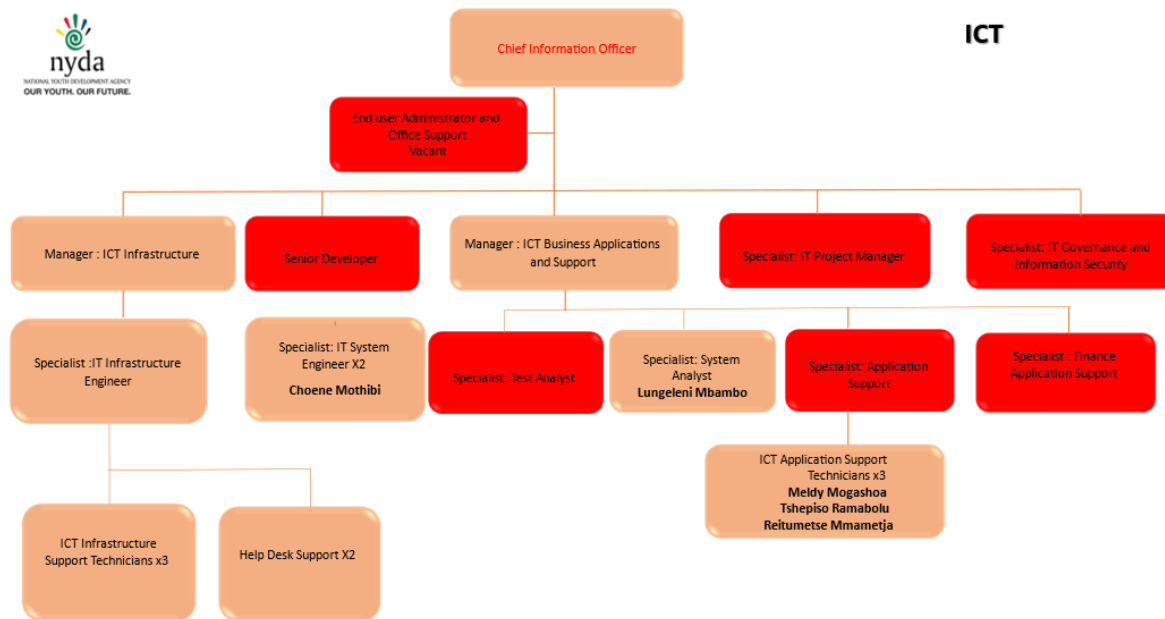 nyda
NATIONAL YOUTH DEVELOPMENT AGENCY
OUR YOUTH. OUR FUTURE.
ICT
Chief Information Officer
End user Administrator and
Office Support
Vacant
Manager : ICT Infrastructure
Senior Developer
Manager : ICT Business Applications
and Support
Specialist: IT Project Manager
Specialist: IT Governance and
Information Security
Specialist :IT Infrastructure
Engineer
Specialist: IT System
Engineer X2
Choene Mothibi
Specialist: Test Analyst
Specialist: System
Analyst
Lungeleni Mbambo
Specialist: Application
Support
Specialist : Finance
Application Support
ICT Application Support
Technicians x3
Meldy Mogashoa
Tshepiso Ramabolu
Reitumetse Mmametja
ICT Infrastructure
Support Technicians x3
Help Desk Support X2